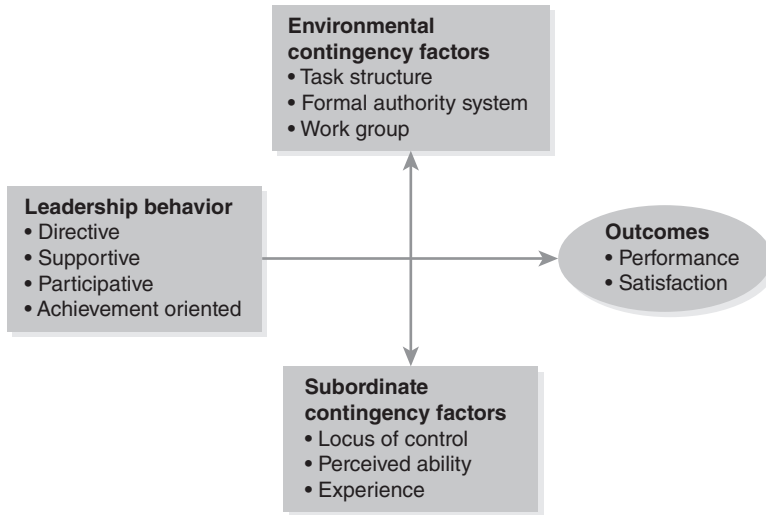 Environmental
contingency factors
• Task structure
• Formal authority system
• Work group
Leadership behavior
• Directive
• Supportive
• Participative
• Achievement oriented
Outcomes
• Performance
• Satisfaction
Subordinate
contingency factors
• Locus of control
• Perceived ability
• Experience